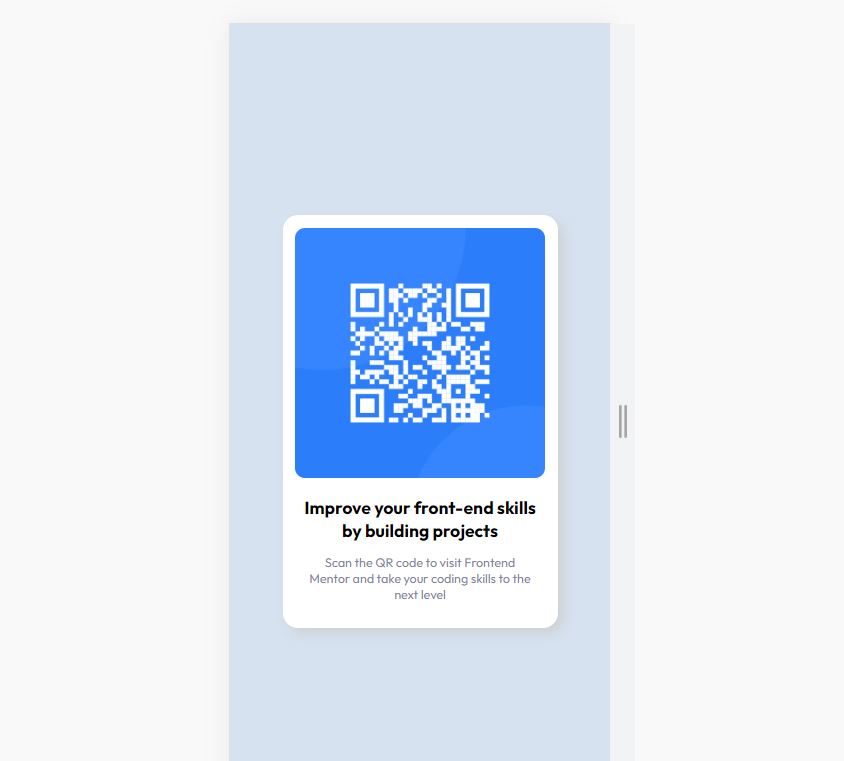 Improve your front-end skills
by building projects
Scan the QR code to visit Frontend
Mentor and take your coding skills to the
next level